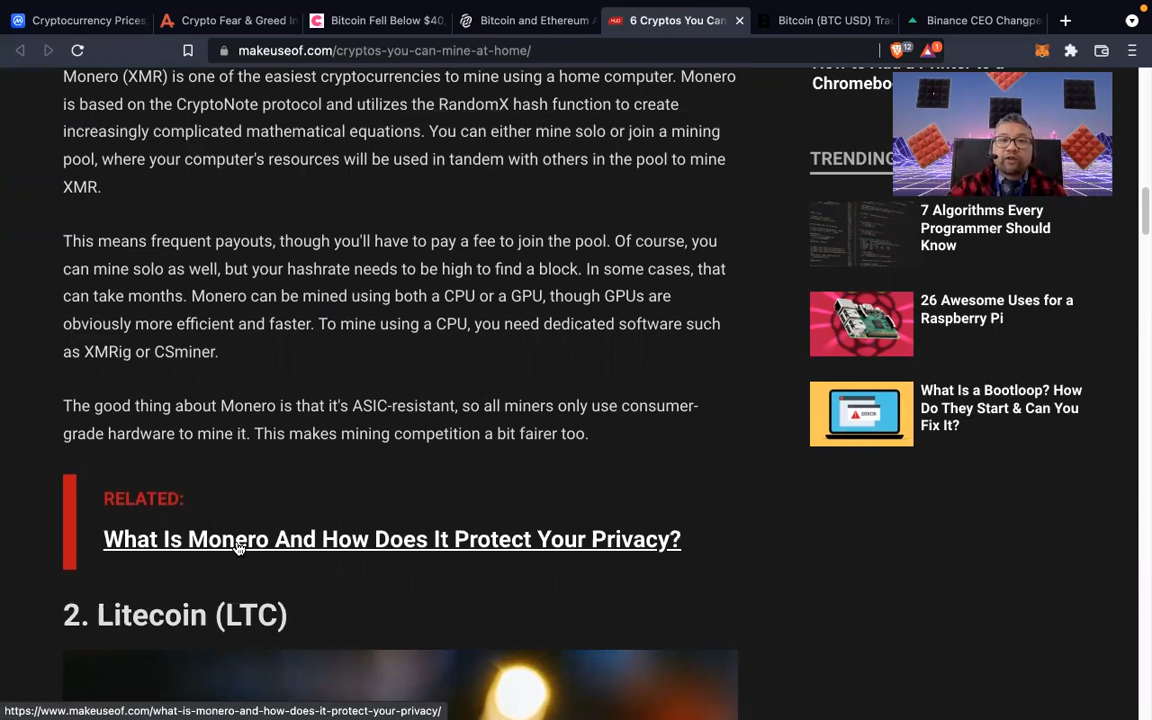 Cryptocurrency Prices,
Crypto Fear & Greed In
Bitcoin Fell Below $40,
Bitcoin and Ethereum A
MUO
6 Cryptos You Can
Bitcoin (BTC USD) Trac
Binance CEO Changpe
makeuseof.com/cryptos-you-can-mine-at-home/
12
1
Monero (XMR) is one of the easiest cryptocurrencies to mine using a home computer. Monero
is based on the CryptoNote protocol and utilizes the RandomX hash function to create
increasingly complicated mathematical equations. You can either mine solo or join a mining
pool, where your computer's resources will be used in tandem with others in the pool to mine
XMR.
This means frequent payouts, though you'll have to pay a fee to join the pool. Of course, you
can mine solo as well, but your hashrate needs to be high to find a block. In some cases, that
can take months. Monero can be mined using both a CPU or a GPU, though GPUs are
obviously more efficient and faster. To mine using a CPU, you need dedicated software such
as XMRig or CSminer.
The good thing about Monero is that it's ASIC-resistant, so all miners only use consumer-
grade hardware to mine it. This makes mining competition a bit fairer too.
RELATED:
What Is Monero And How Does It Protect Your Privacy?
2. Litecoin (LTC)
Chromeboo
TRENDING
7 Algorithms Every
Programmer Should
Know
26 Awesome Uses for a
Raspberry Pi
ERROR
What Is a Bootloop? How
Do They Start & Can You
Fix It?
https://www.makeuseof.com/what-is-monero-and-how-does-it-protect-your-privacy/